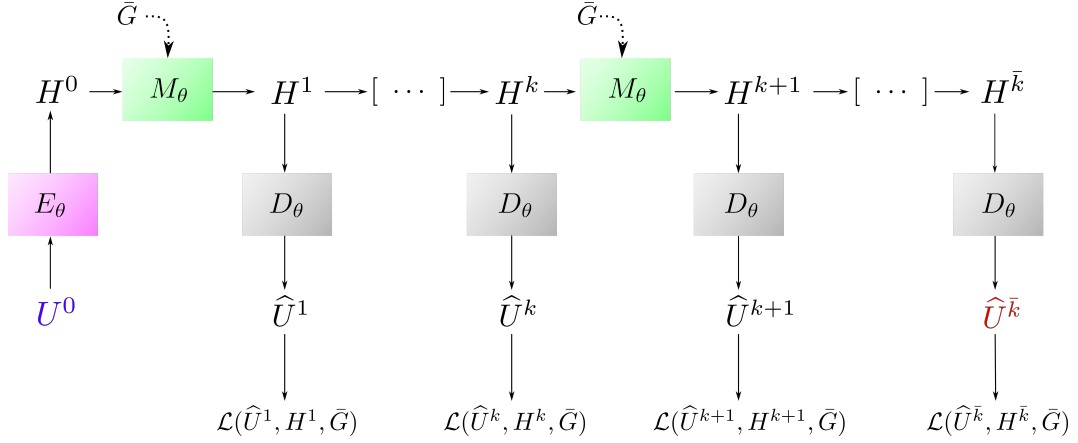 Ḡ Ḡ
H⁰ M_θ H¹ [ ⋯ ] H^k M_θ H^{k+1} [ ⋯ ] H^{k̄}
E_θ D_θ D_θ D_θ D_θ
U⁰ Û¹ Û^k Û^{k+1} Û^{k̄}
ℒ(Û¹, H¹, Ḡ) ℒ(Û^k, H^k, Ḡ) ℒ(Û^{k+1}, H^{k+1}, Ḡ) ℒ(Û^{k̄}, H^{k̄}, Ḡ)